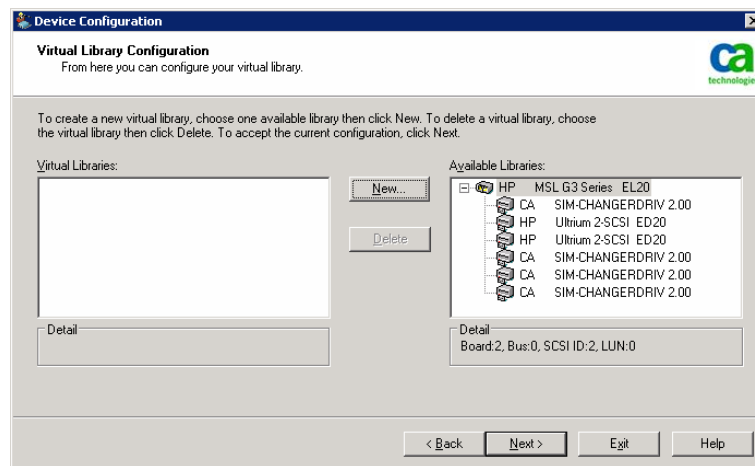 Device Configuration
Virtual Library Configuration
From here you can configure your virtual library.
ca
technologies
To create a new virtual library, choose one available library then click New. To delete a virtual library, choose
the virtual library then click Delete. To accept the current configuration, click Next.
Virtual Libraries:
Available Libraries:
New...
Delete
HP MSL G3 Series EL20
CA SIM-CHANGERDRIV 2.00
HP Ultrium 2-SCSI ED20
HP Ultrium 2-SCSI ED20
CA SIM-CHANGERDRIV 2.00
CA SIM-CHANGERDRIV 2.00
CA SIM-CHANGERDRIV 2.00
Detail
Detail
Board:2, Bus:0, SCSI ID:2, LUN:0
< Back
Next >
Exit
Help